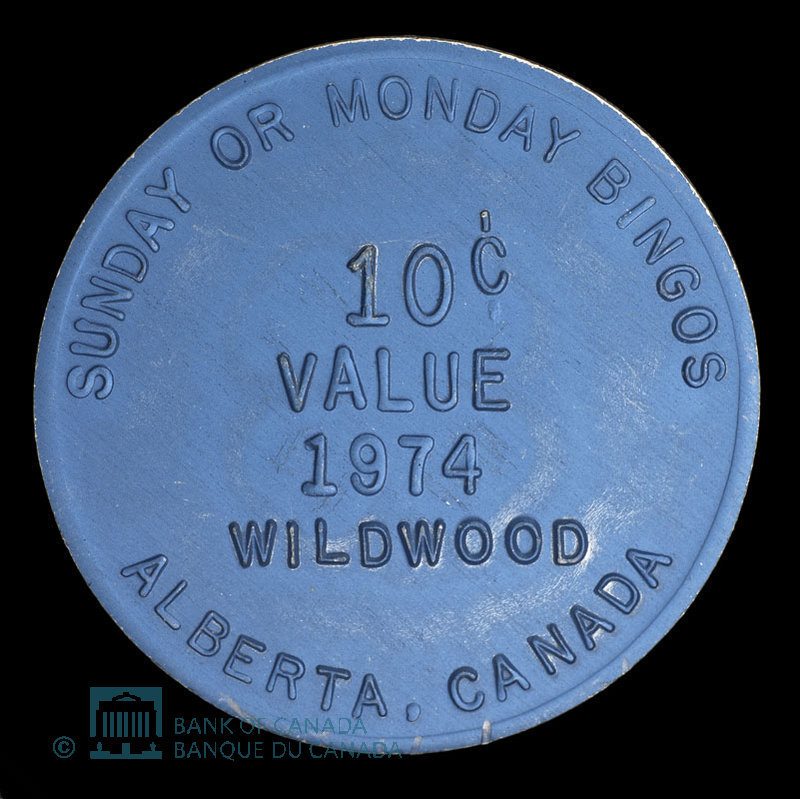 SUNDAY OR MONDAY BINGOS
10¢
VALUE
1974
WILDWOOD
ALBERTA, CANADA
© BANK OF CANADA
BANQUE DU CANADA